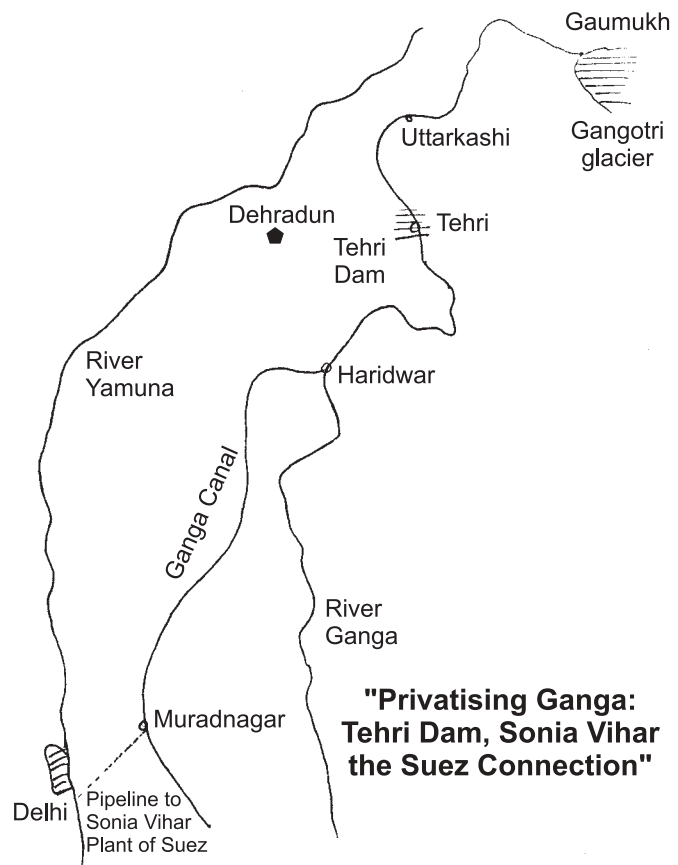 Gaumukh
Gangotri
glacier
Uttarkashi
Dehradun
Tehri
Tehri
Dam
River
Yamuna
Haridwar
Ganga Canal
River
Ganga
"Privatising Ganga:
Tehri Dam, Sonia Vihar
the Suez Connection"
Muradnagar
Delhi
Pipeline to
Sonia Vihar
Plant of Suez